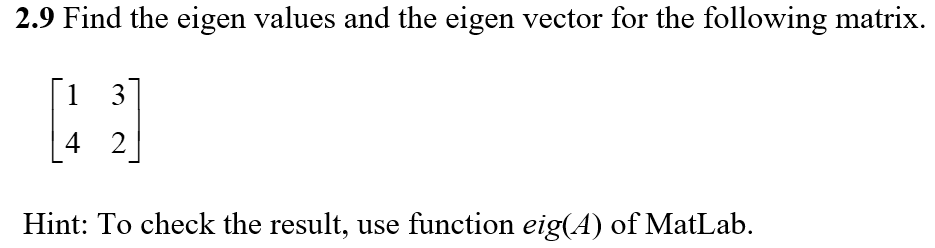 2.9 Find the eigen values and the eigen vector for the following matrix.
1 3
4 2
Hint: To check the result, use function eig(A) of MatLab.